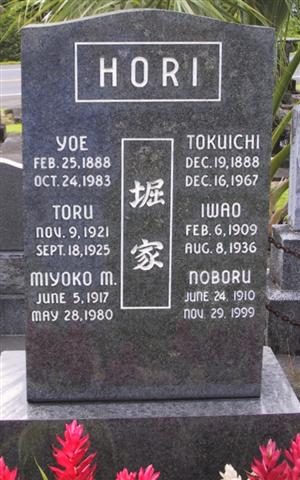 HORI
YOE
FEB. 25, 1888
OCT. 24, 1983
TORU
NOV. 9, 1921
SEPT. 18, 1925
MIYOKO M.
JUNE 5, 1917
MAY 28, 1980
堀家
TOKUICHI
DEC. 19, 1888
DEC. 16, 1967
IWAO
FEB. 6, 1909
AUG. 8, 1936
NOBORU
JUNE 24, 1910
NOV. 29, 1999